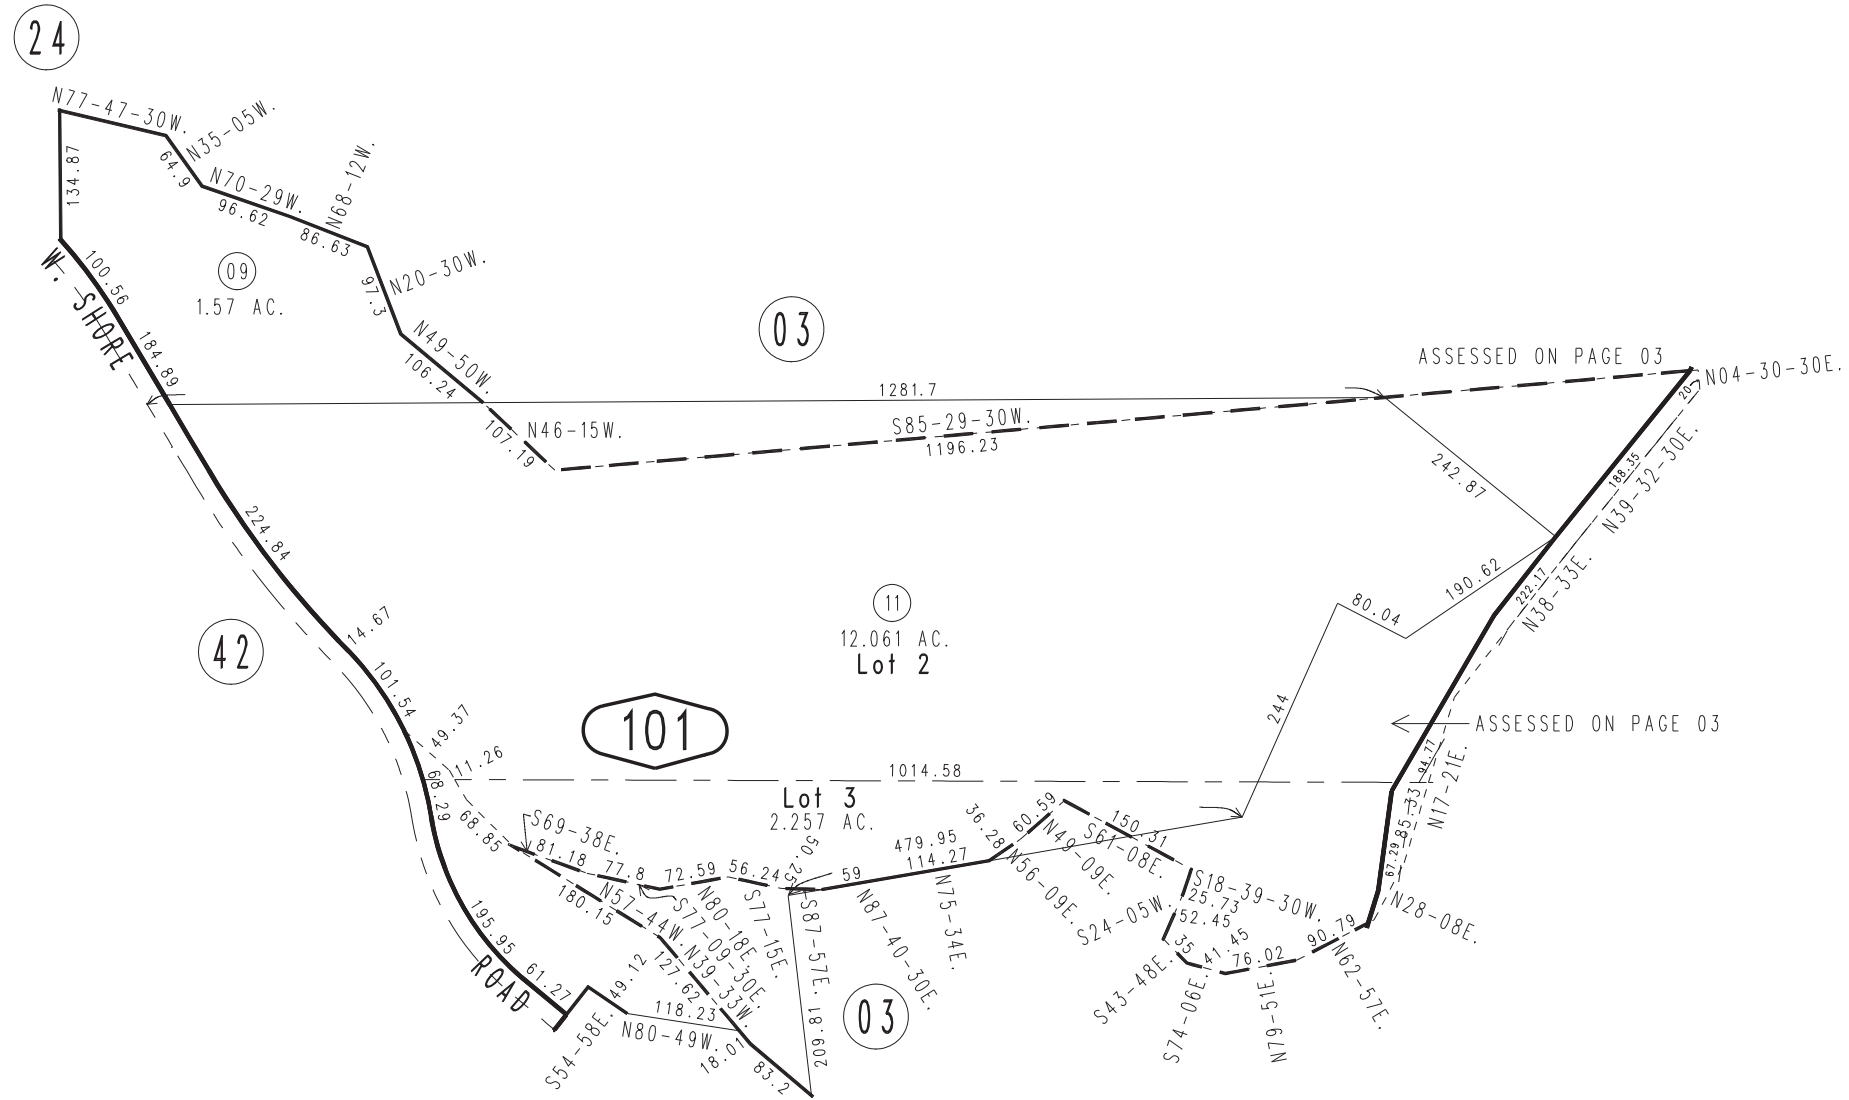 24
N77-47-30W.
N35-05W.
134.87
64.9
N70-29W.
96.62
N68-12W.
86.63
09
1.57 AC.
N20-30W.
97.3
W. SHORE
100.56
184.89
03
N49-50W.
106.24
ASSESSED ON PAGE 03
N04-30-30E.
20
1281.7
S85-29-30W.
1196.23
N46-15W.
107.19
242.87
188.35
N39-32-30E.
224.84
222.17
N38-33E.
190.62
80.04
11
12.061 AC.
Lot 2
42
14.67
101.54
244
101
49.37
11.26
1014.58
ASSESSED ON PAGE 03
94.77
N17-21E.
Lot 3
2.257 AC.
68.29
68.85
S69-38E.
81.18
77.8
72.59
56.24
50.25
59
479.95
114.27
36.28
60.59
150.31
S61-08E.
N49-09E.
N56-09E.
85.33
67.29
N57-44W.
180.15
S77-09-30E.
N80-18E.
S77-15E.
S87-57E.
N87-40-30E.
N75-34E.
S18-39-30W.
25.73
S24-05W.
52.45
35
41.45
76.02
90.79
N28-08E.
195.95
ROAD
61.27
49.12
S54-58E.
118.23
N80-49W.
127.62
N39-33W.
18.01
83.2
209.81
03
S43-48E.
S74-06E.
N79-51E.
N62-57E.